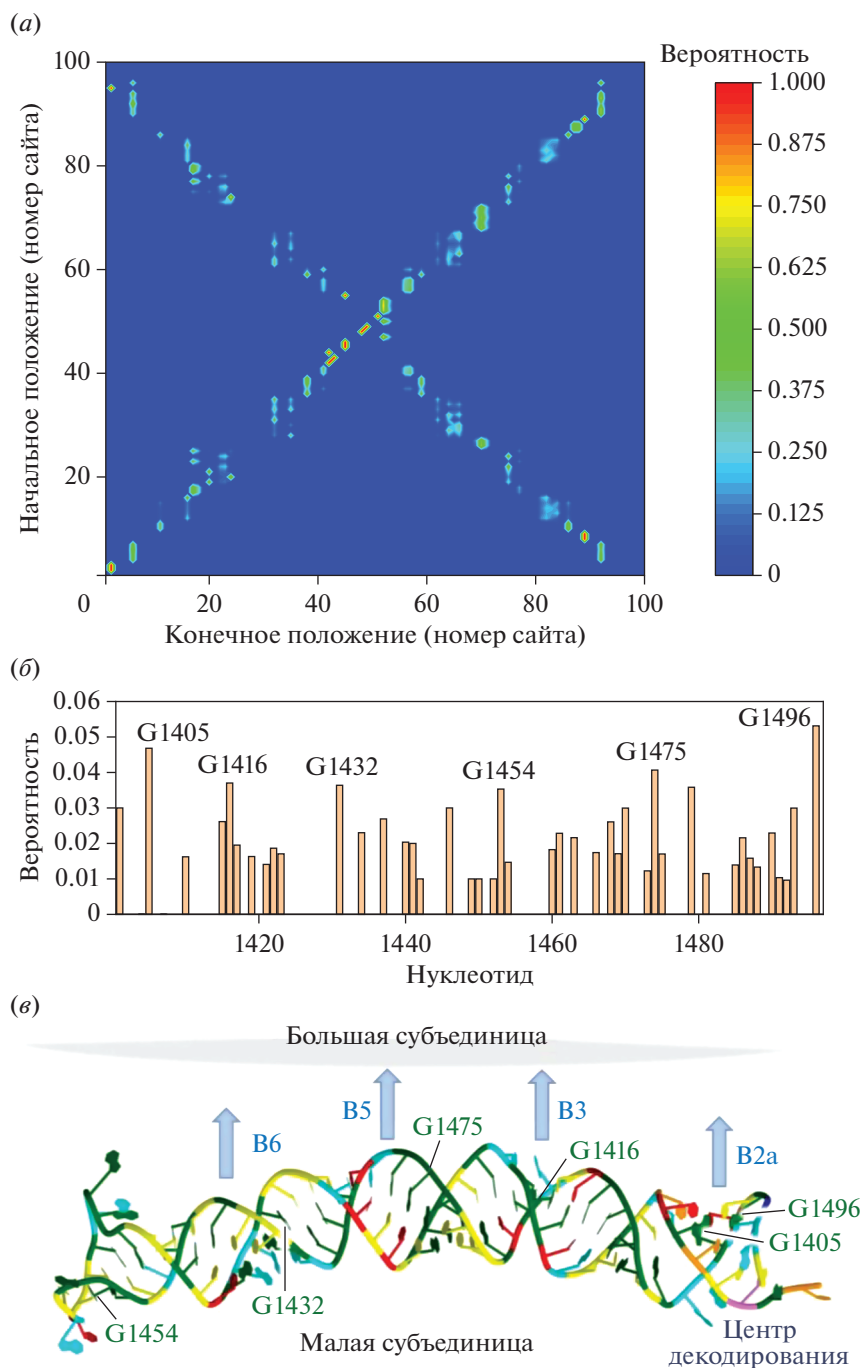 (а)
Вероятность
Начальное положение (номер сайта)
100
80
60
40
20
0
20
40
60
80
100
Конечное положение (номер сайта)
1.000
0.875
0.750
0.625
0.500
0.375
0.250
0.125
0
(б)
Вероятность
0.06
0.05
0.04
0.03
0.02
0.01
0
G1405
G1416
G1432
G1454
G1475
G1496
1420
1440
1460
1480
Нуклеотид
(в)
Большая субъединица
B6
B5
G1475
B3
G1416
B2a
G1496
G1405
G1432
G1454
Малая субъединица
Центр
декодирования